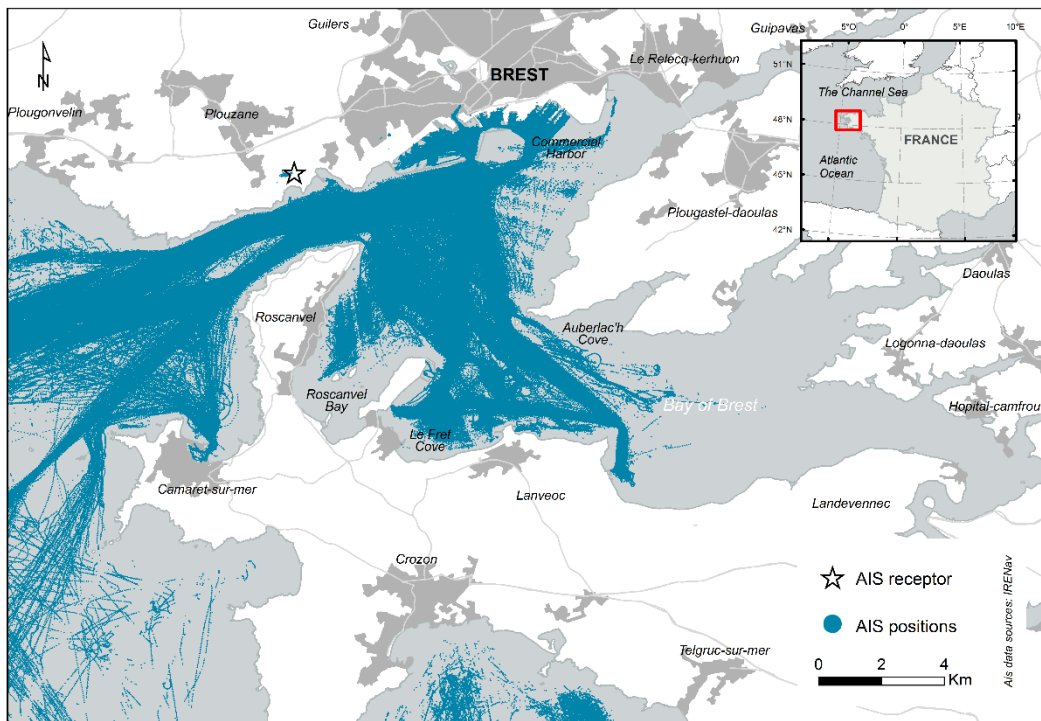 Guilers
Guipavas
BREST
Le Relecq-kerhuon
Plougonvelin
Plouzane
Commercial
Harbor
Plougastel-daoulas
Daoulas
Roscanvel
Auberlac'h
Cove
Logonna-daoulas
Roscanvel
Bay
Bay of Brest
Hopital-camfrou
Le Fret
Cove
Camaret-sur-mer
Lanveoc
Landevennec
Crozon
Telgruc-sur-mer
N
5°O
0°
5°E
10°E
51°N
The Channel Sea
48°N
FRANCE
Atlantic
Ocean
45°N
42°N
AIS receptor
AIS positions
0 2 4
Km
Ais data sources: IRENav